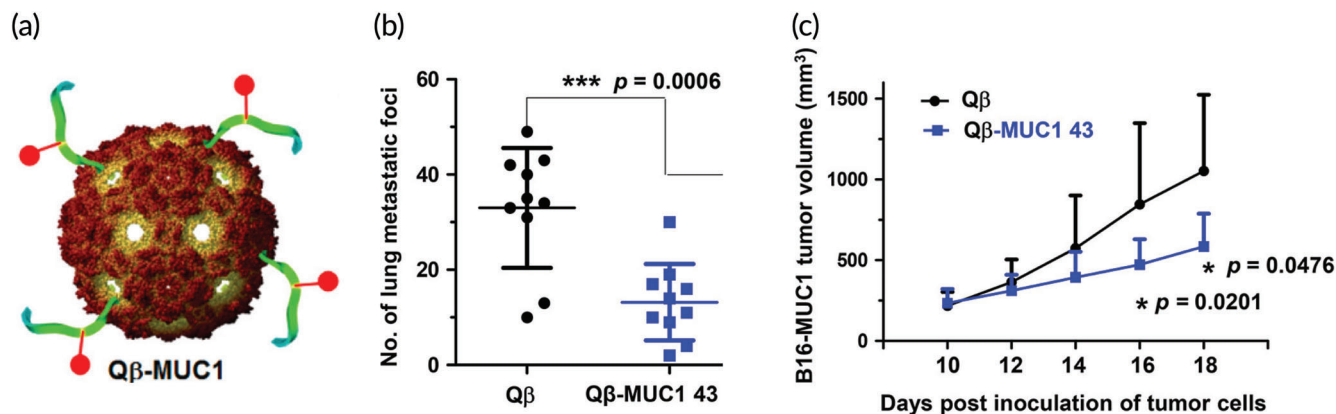 (a)
Qβ-MUC1
(b)
No. of lung metastatic foci
60
40
20
0
*** p = 0.0006
Qβ
Qβ-MUC1 43
(c)
B16-MUC1 tumor volume (mm³)
1500
1000
500
0
Qβ
Qβ-MUC1 43
* p = 0.0476
* p = 0.0201
10
12
14
16
18
Days post inoculation of tumor cells